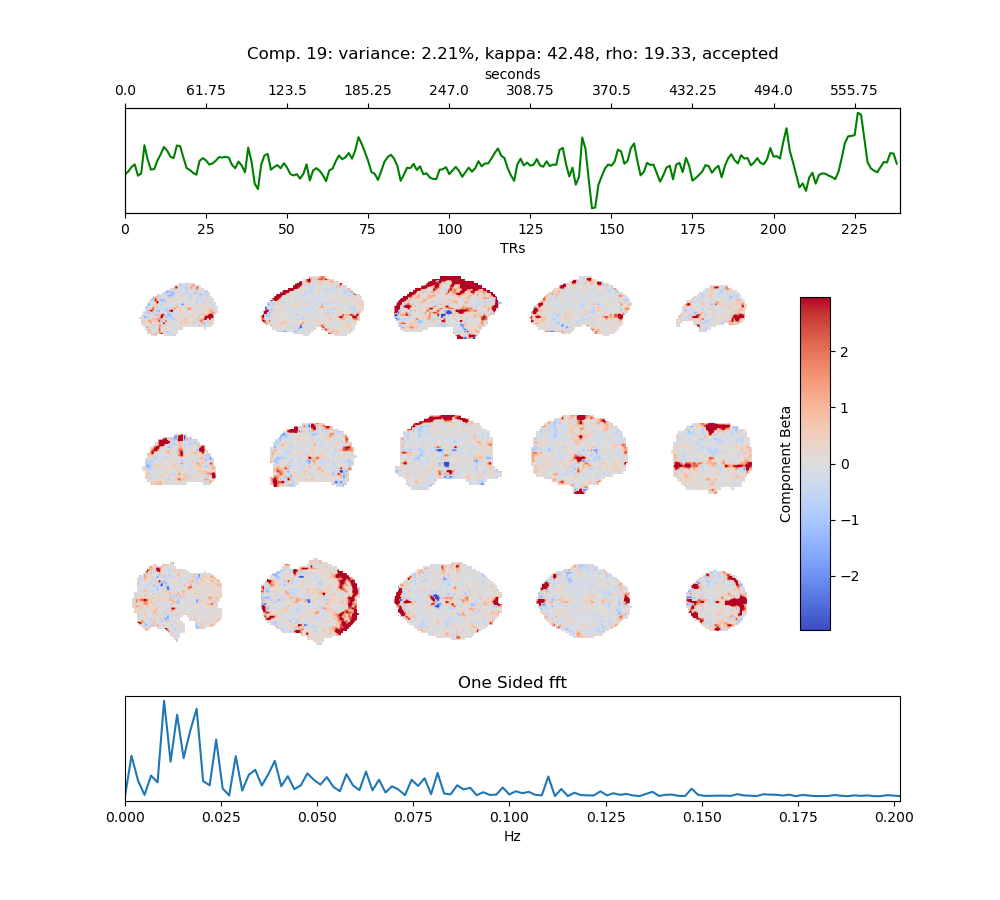 Comp. 19: variance: 2.21%, kappa: 42.48, rho: 19.33, accepted
seconds
0.0 61.75 123.5 185.25 247.0 308.75 370.5 432.25 494.0 555.75
0 25 50 75 100 125 150 175 200 225
TRs
2
1
0
−1
−2
Component Beta
One Sided fft
0.000 0.025 0.050 0.075 0.100 0.125 0.150 0.175 0.200
Hz